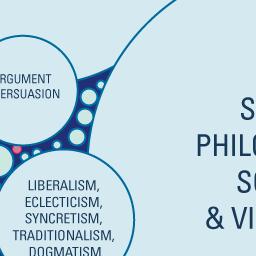 RGUMENT
ERSUASION
LIBERALISM,
ECLECTICISM,
SYNCRETISM,
TRADITIONALISM,
DOGMATISM
S
PHILO
SO
& VI